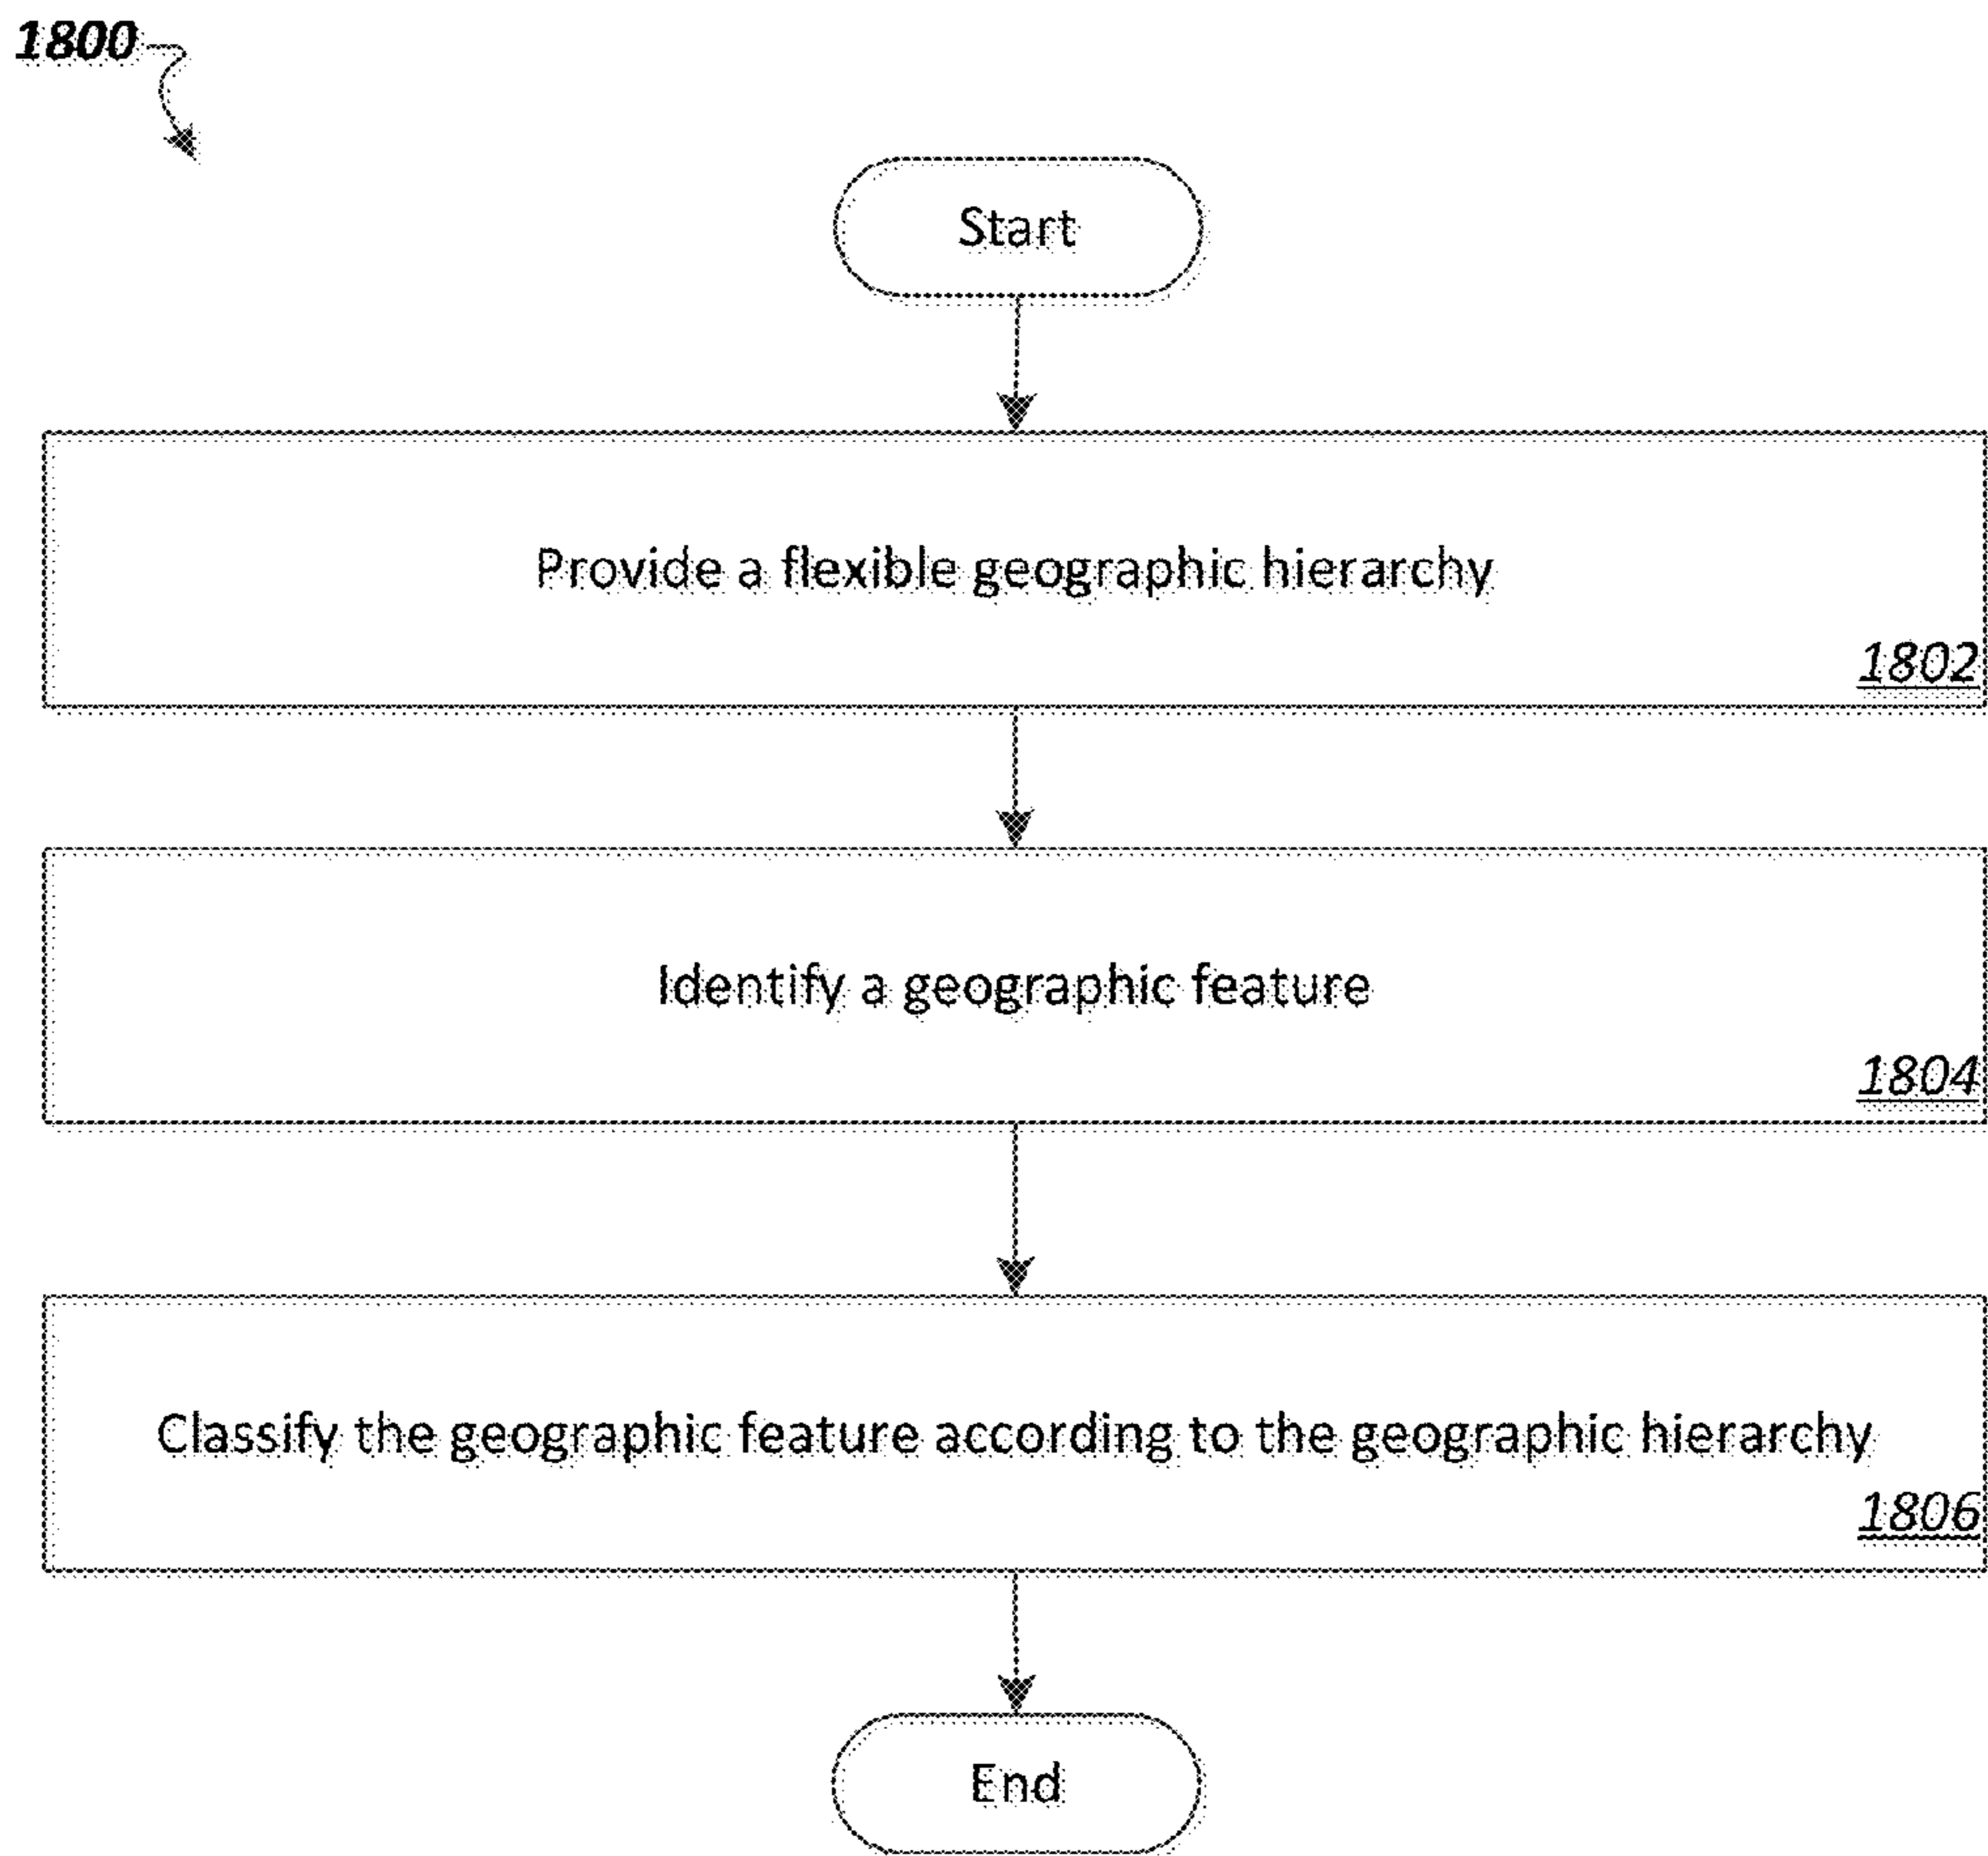 1800
Start
Provide a flexible geographic hierarchy
1802
Identify a geographic feature
1804
Classify the geographic feature according to the geographic hierarchy
1806
End